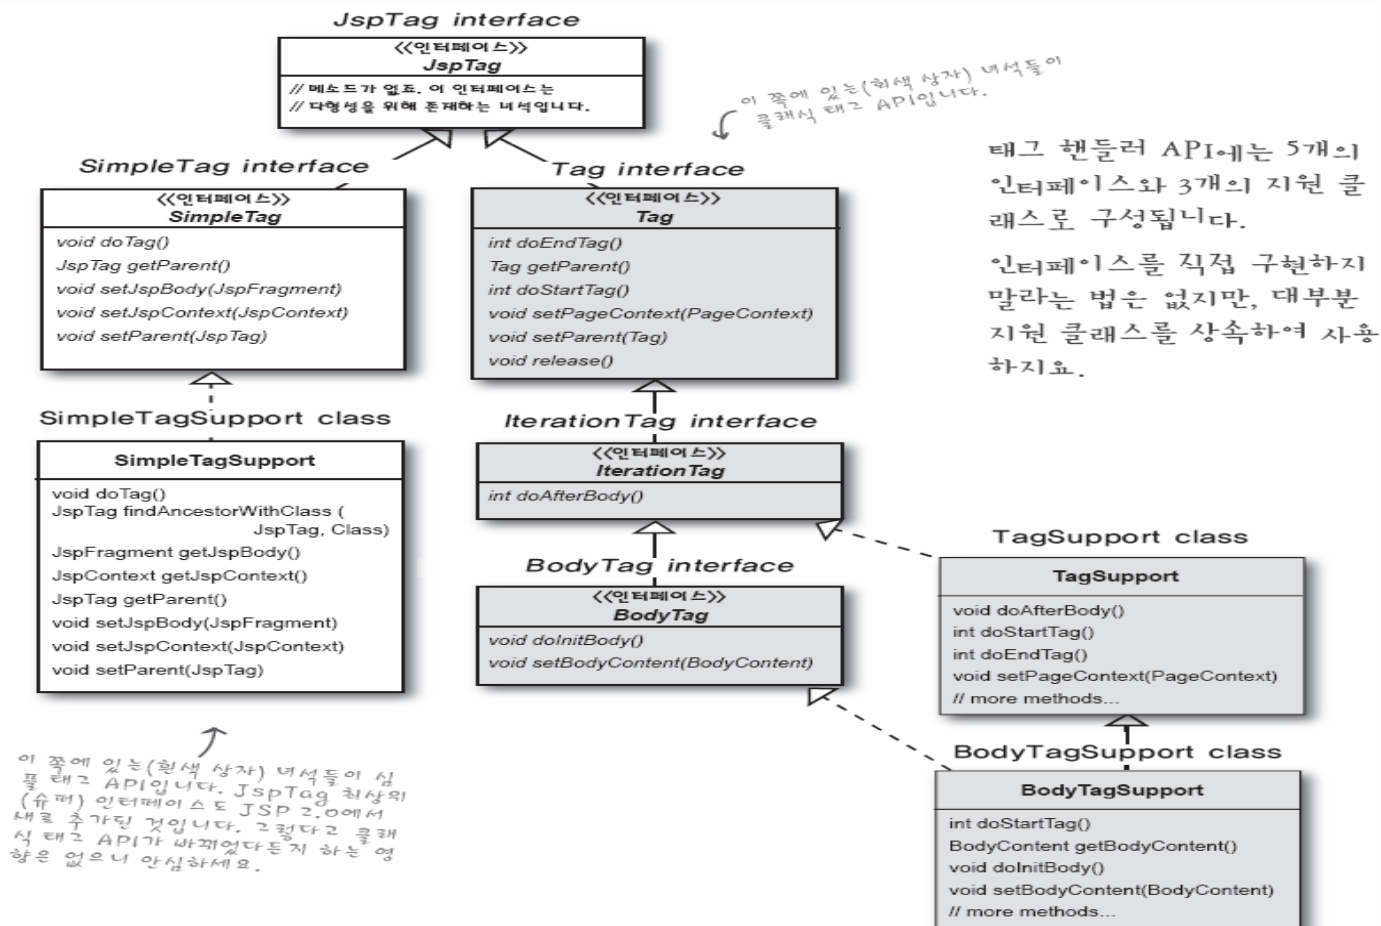 JspTag interface
<<인터페이스>>
JspTag
// 메소드가 없죠. 이 인터페이스는
// 다형성을 위해 존재하는 녀석입니다.
이 쪽에 있는(회색 상자) 녀석들이
클래식 태그 API입니다.
태그 핸들러 API에는 5개의
인터페이스와 3개의 지원 클
래스로 구성됩니다.
인터페이스를 직접 구현하지
말라는 법은 없지만, 대부분
지원 클래스를 상속하여 사용
하지요.
SimpleTag interface
<<인터페이스>>
SimpleTag
void doTag()
JspTag getParent()
void setJspBody(JspFragment)
void setJspContext(JspContext)
void setParent(JspTag)
Tag interface
<<인터페이스>>
Tag
int doEndTag()
Tag getParent()
int doStartTag()
void setPageContext(PageContext)
void setParent(Tag)
void release()
SimpleTagSupport class
SimpleTagSupport
void doTag()
JspTag findAncestorWithClass (
JspTag, Class)
JspFragment getJspBody()
JspContext getJspContext()
JspTag getParent()
void setJspBody(JspFragment)
void setJspContext(JspContext)
void setParent(JspTag)
IterationTag interface
<<인터페이스>>
IterationTag
int doAfterBody()
BodyTag interface
<<인터페이스>>
BodyTag
void doInitBody()
void setBodyContent(BodyContent)
TagSupport class
TagSupport
void doAfterBody()
int doStartTag()
int doEndTag()
void setPageContext(PageContext)
// more methods...
BodyTagSupport class
BodyTagSupport
int doStartTag()
BodyContent getBodyContent()
void doInitBody()
void setBodyContent(BodyContent)
// more methods...
이 쪽에 있는(흰색 상자) 녀석들이 심
플 태그 API입니다. JspTag 최상위
(슈퍼) 인터페이스도 JSP 2.0에서
새로 추가된 것입니다. 그렇다고 클래
식 태그 API가 바뀌었다든지 하는 영
향은 없으니 안심하세요.